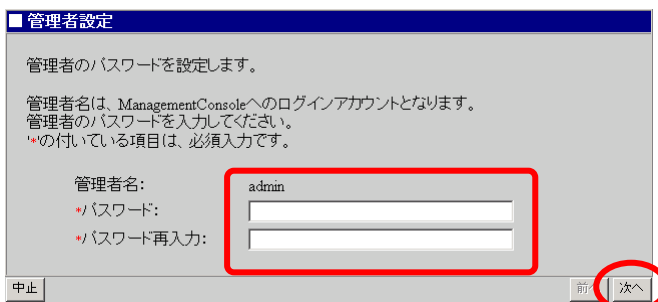 ■ 管理者設定
管理者のパスワードを設定します。
管理者名は、ManagementConsoleへのログインアカウントとなります。
管理者のパスワードを入力してください。
'*'の付いている項目は、必須入力です。
管理者名: admin
*パスワード:
*パスワード再入力:
中止 前へ 次へ